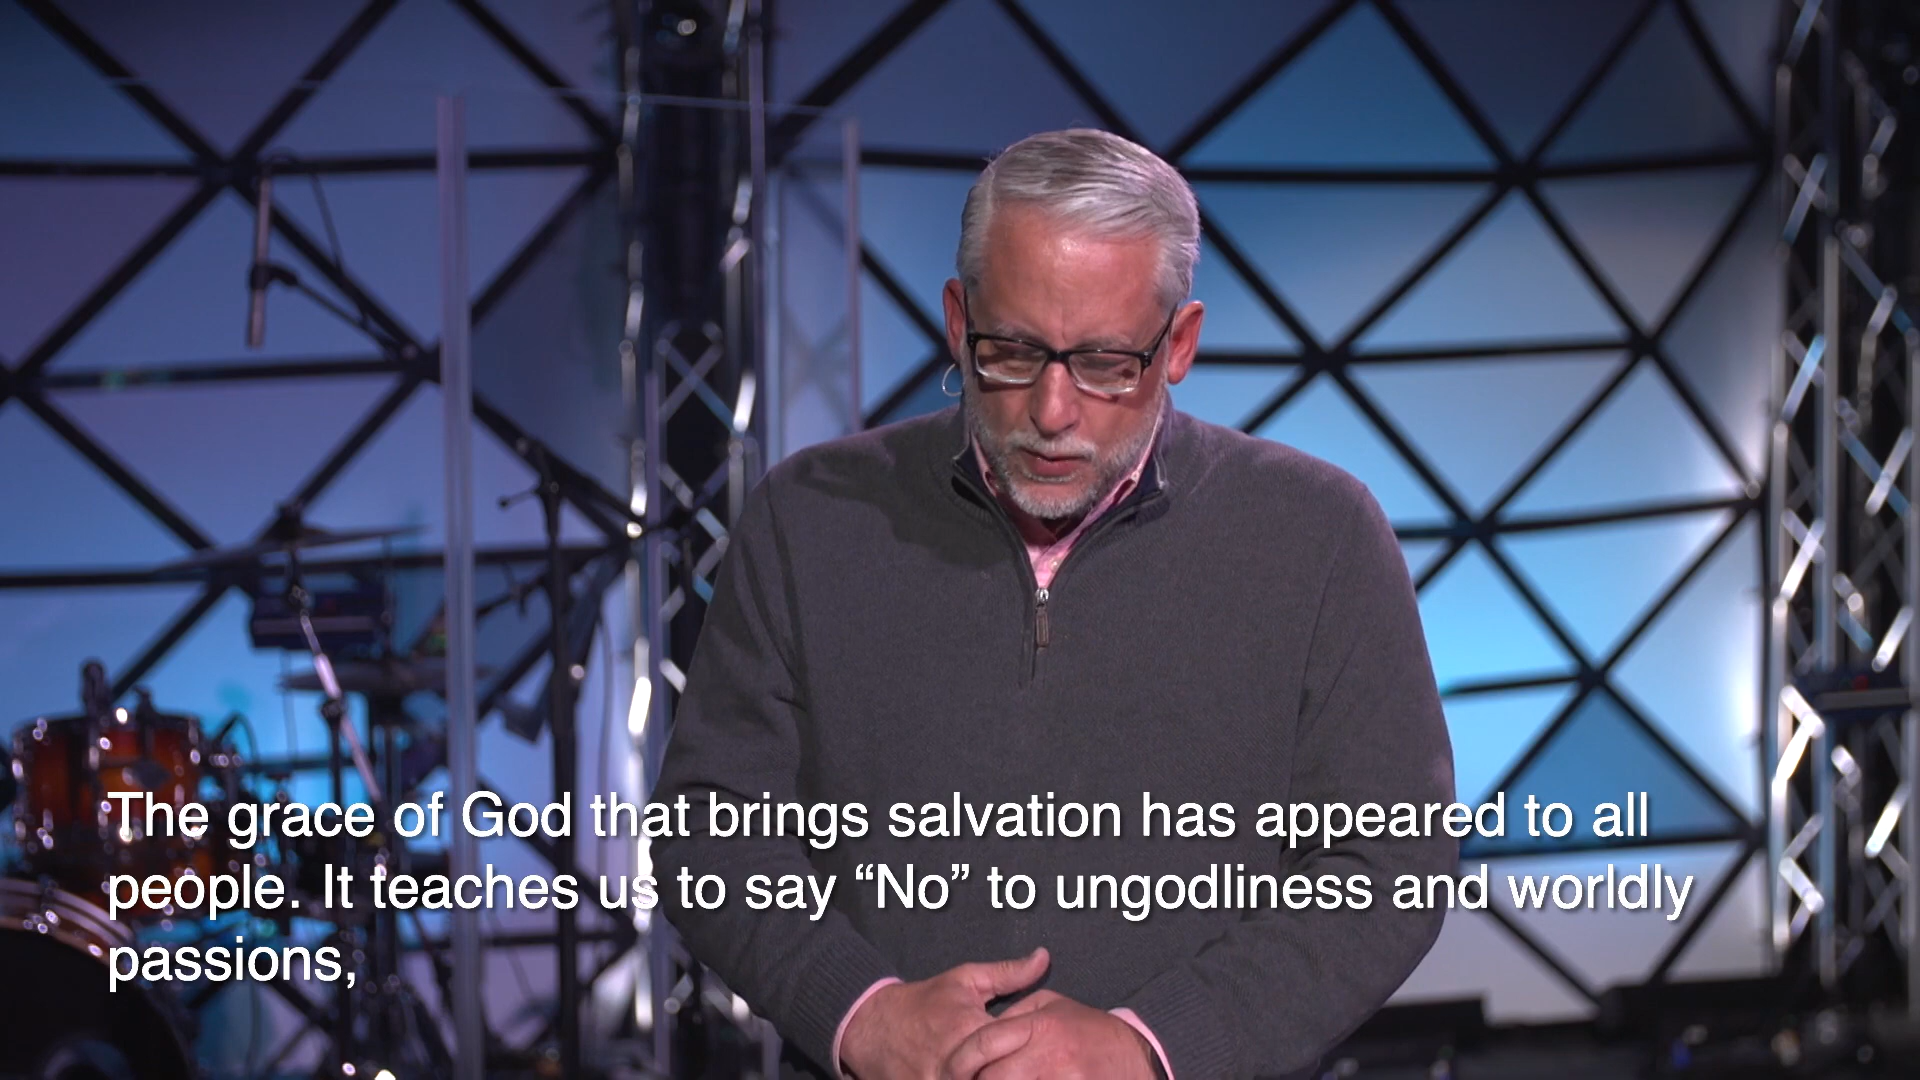 The grace of God that brings salvation has appeared to all
people. It teaches us to say “No” to ungodliness and worldly
passions,